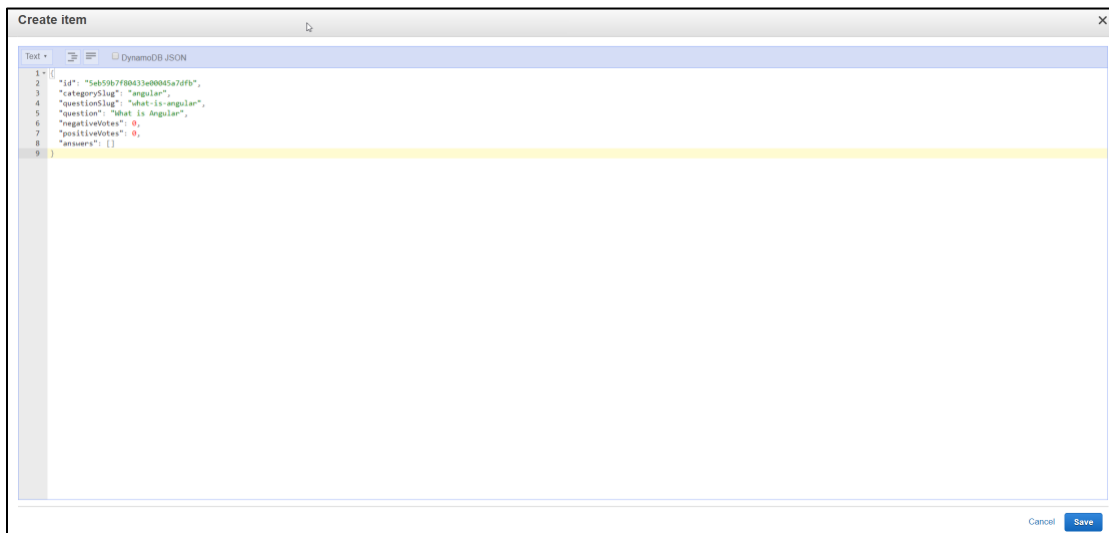 Create item
×
Text
DynamoDB JSON
1 {
2 "id": "5eb59b7f80433e00045a7dfb",
3 "categorySlug": "angular",
4 "questionSlug": "what-is-angular",
5 "question": "What is Angular",
6 "negativeVotes": 0,
7 "positiveVotes": 0,
8 "answers": []
9 }
Cancel Save